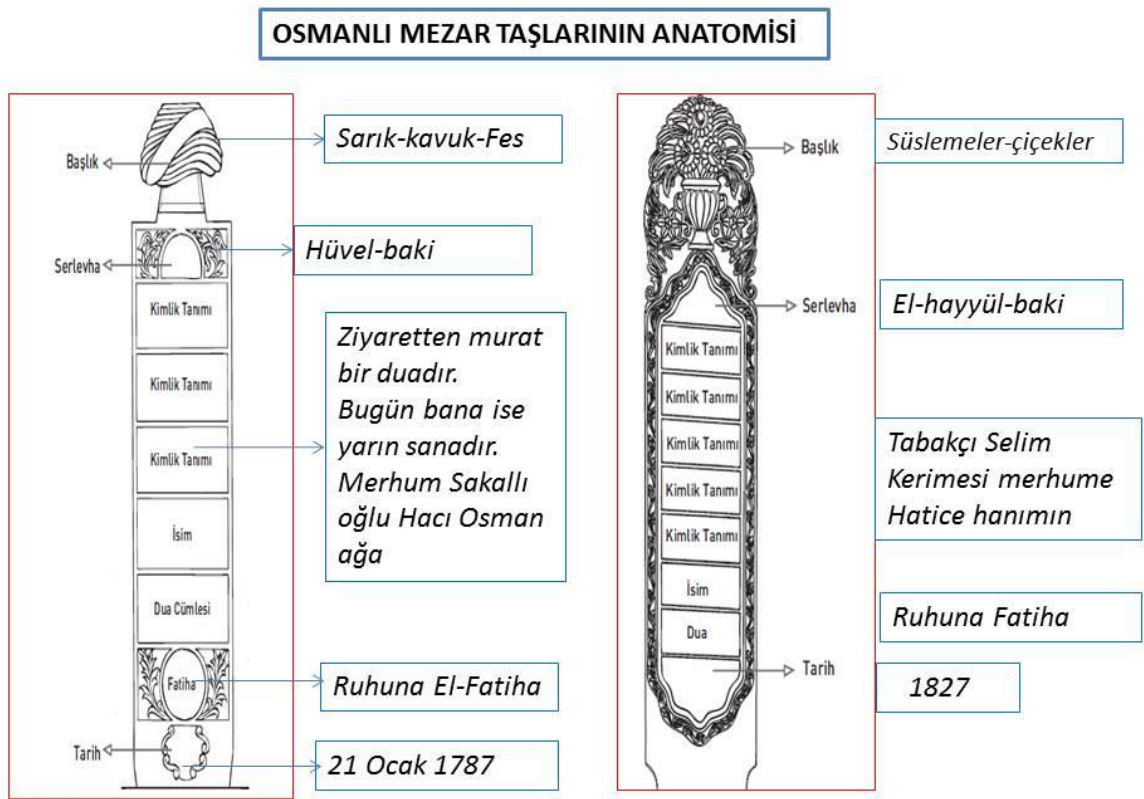 OSMANLI MEZAR TAŞLARININ ANATOMİSİ
Başlık
Sarık-kavuk-Fes
Serlevha
Hüvel-baki
Kimlik Tanımı
Kimlik Tanımı
Kimlik Tanımı
Ziyaretten murat
bir duadır.
Bugün bana ise
yarın sanadır.
Merhum Sakallı
oğlu Hacı Osman
ağa
İsim
Dua Cümlesi
Fatiha
Ruhuna El-Fatiha
Tarih
21 Ocak 1787
Başlık
Süslemeler-çiçekler
Serlevha
El-hayyül-baki
Kimlik Tanımı
Kimlik Tanımı
Kimlik Tanımı
Kimlik Tanımı
Kimlik Tanımı
Tabakçı Selim
Kerimesi merhume
Hatice hanımın
İsim
Dua
Ruhuna Fatiha
Tarih
1827